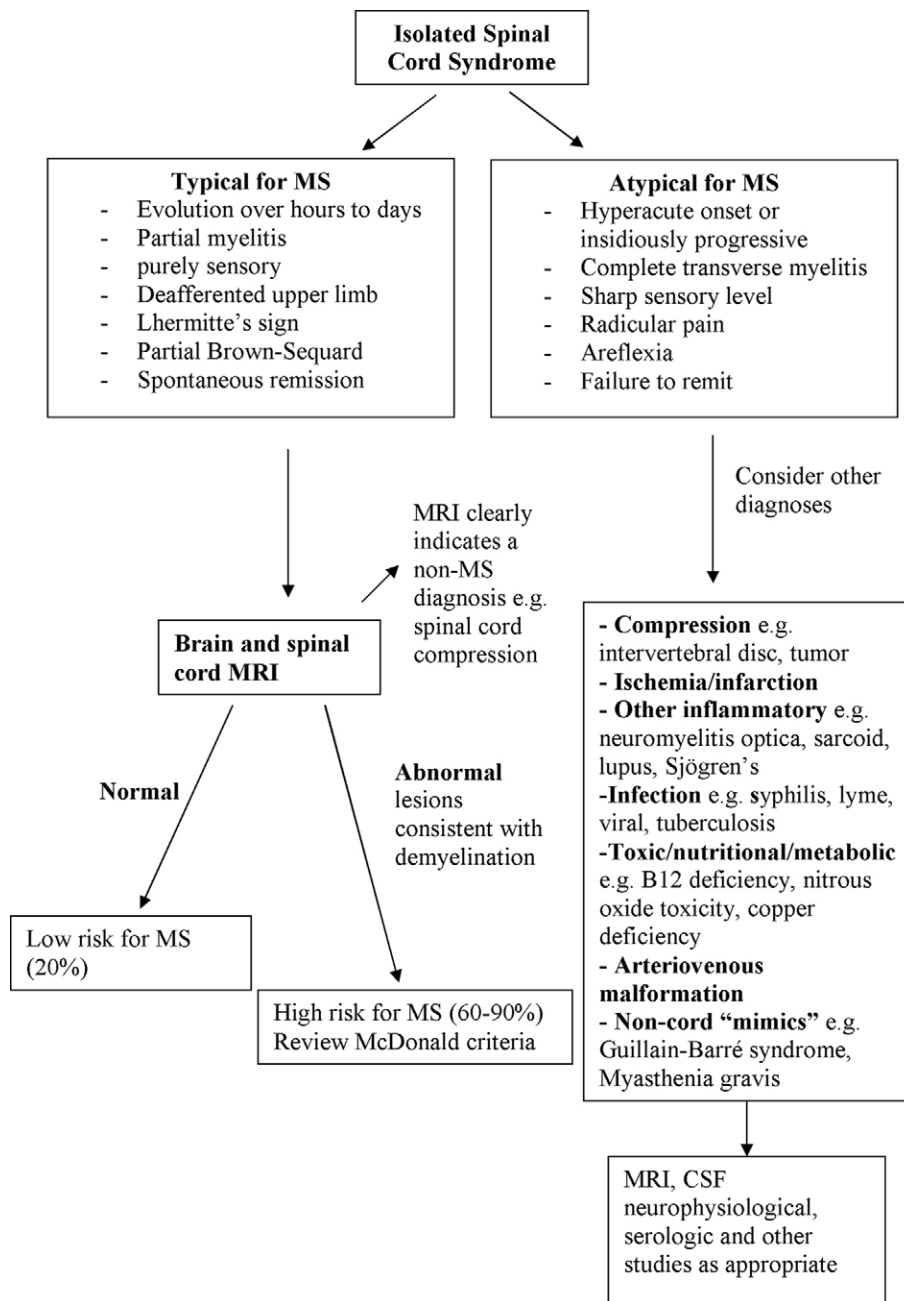 Isolated Spinal
Cord Syndrome
Typical for MS
- Evolution over hours to days
- Partial myelitis
- purely sensory
- Deafferented upper limb
- Lhermitte's sign
- Partial Brown-Sequard
- Spontaneous remission
Atypical for MS
- Hyperacute onset or
insidiously progressive
- Complete transverse myelitis
- Sharp sensory level
- Radicular pain
- Areflexia
- Failure to remit
Consider other
diagnoses
MRI clearly
indicates a
non-MS
diagnosis e.g.
spinal cord
compression
Brain and spinal
cord MRI
Normal
Abnormal
lesions
consistent with
demyelination
Low risk for MS
(20%)
High risk for MS (60-90%)
Review McDonald criteria
- Compression e.g.
intervertebral disc, tumor
- Ischemia/infarction
- Other inflammatory e.g.
neuromyelitis optica, sarcoid,
lupus, Sjögren's
-Infection e.g. syphilis, lyme,
viral, tuberculosis
-Toxic/nutritional/metabolic
e.g. B12 deficiency, nitrous
oxide toxicity, copper
deficiency
- Arteriovenous
malformation
- Non-cord “mimics” e.g.
Guillain-Barré syndrome,
Myasthenia gravis
MRI, CSF
neurophysiological,
serologic and other
studies as appropriate